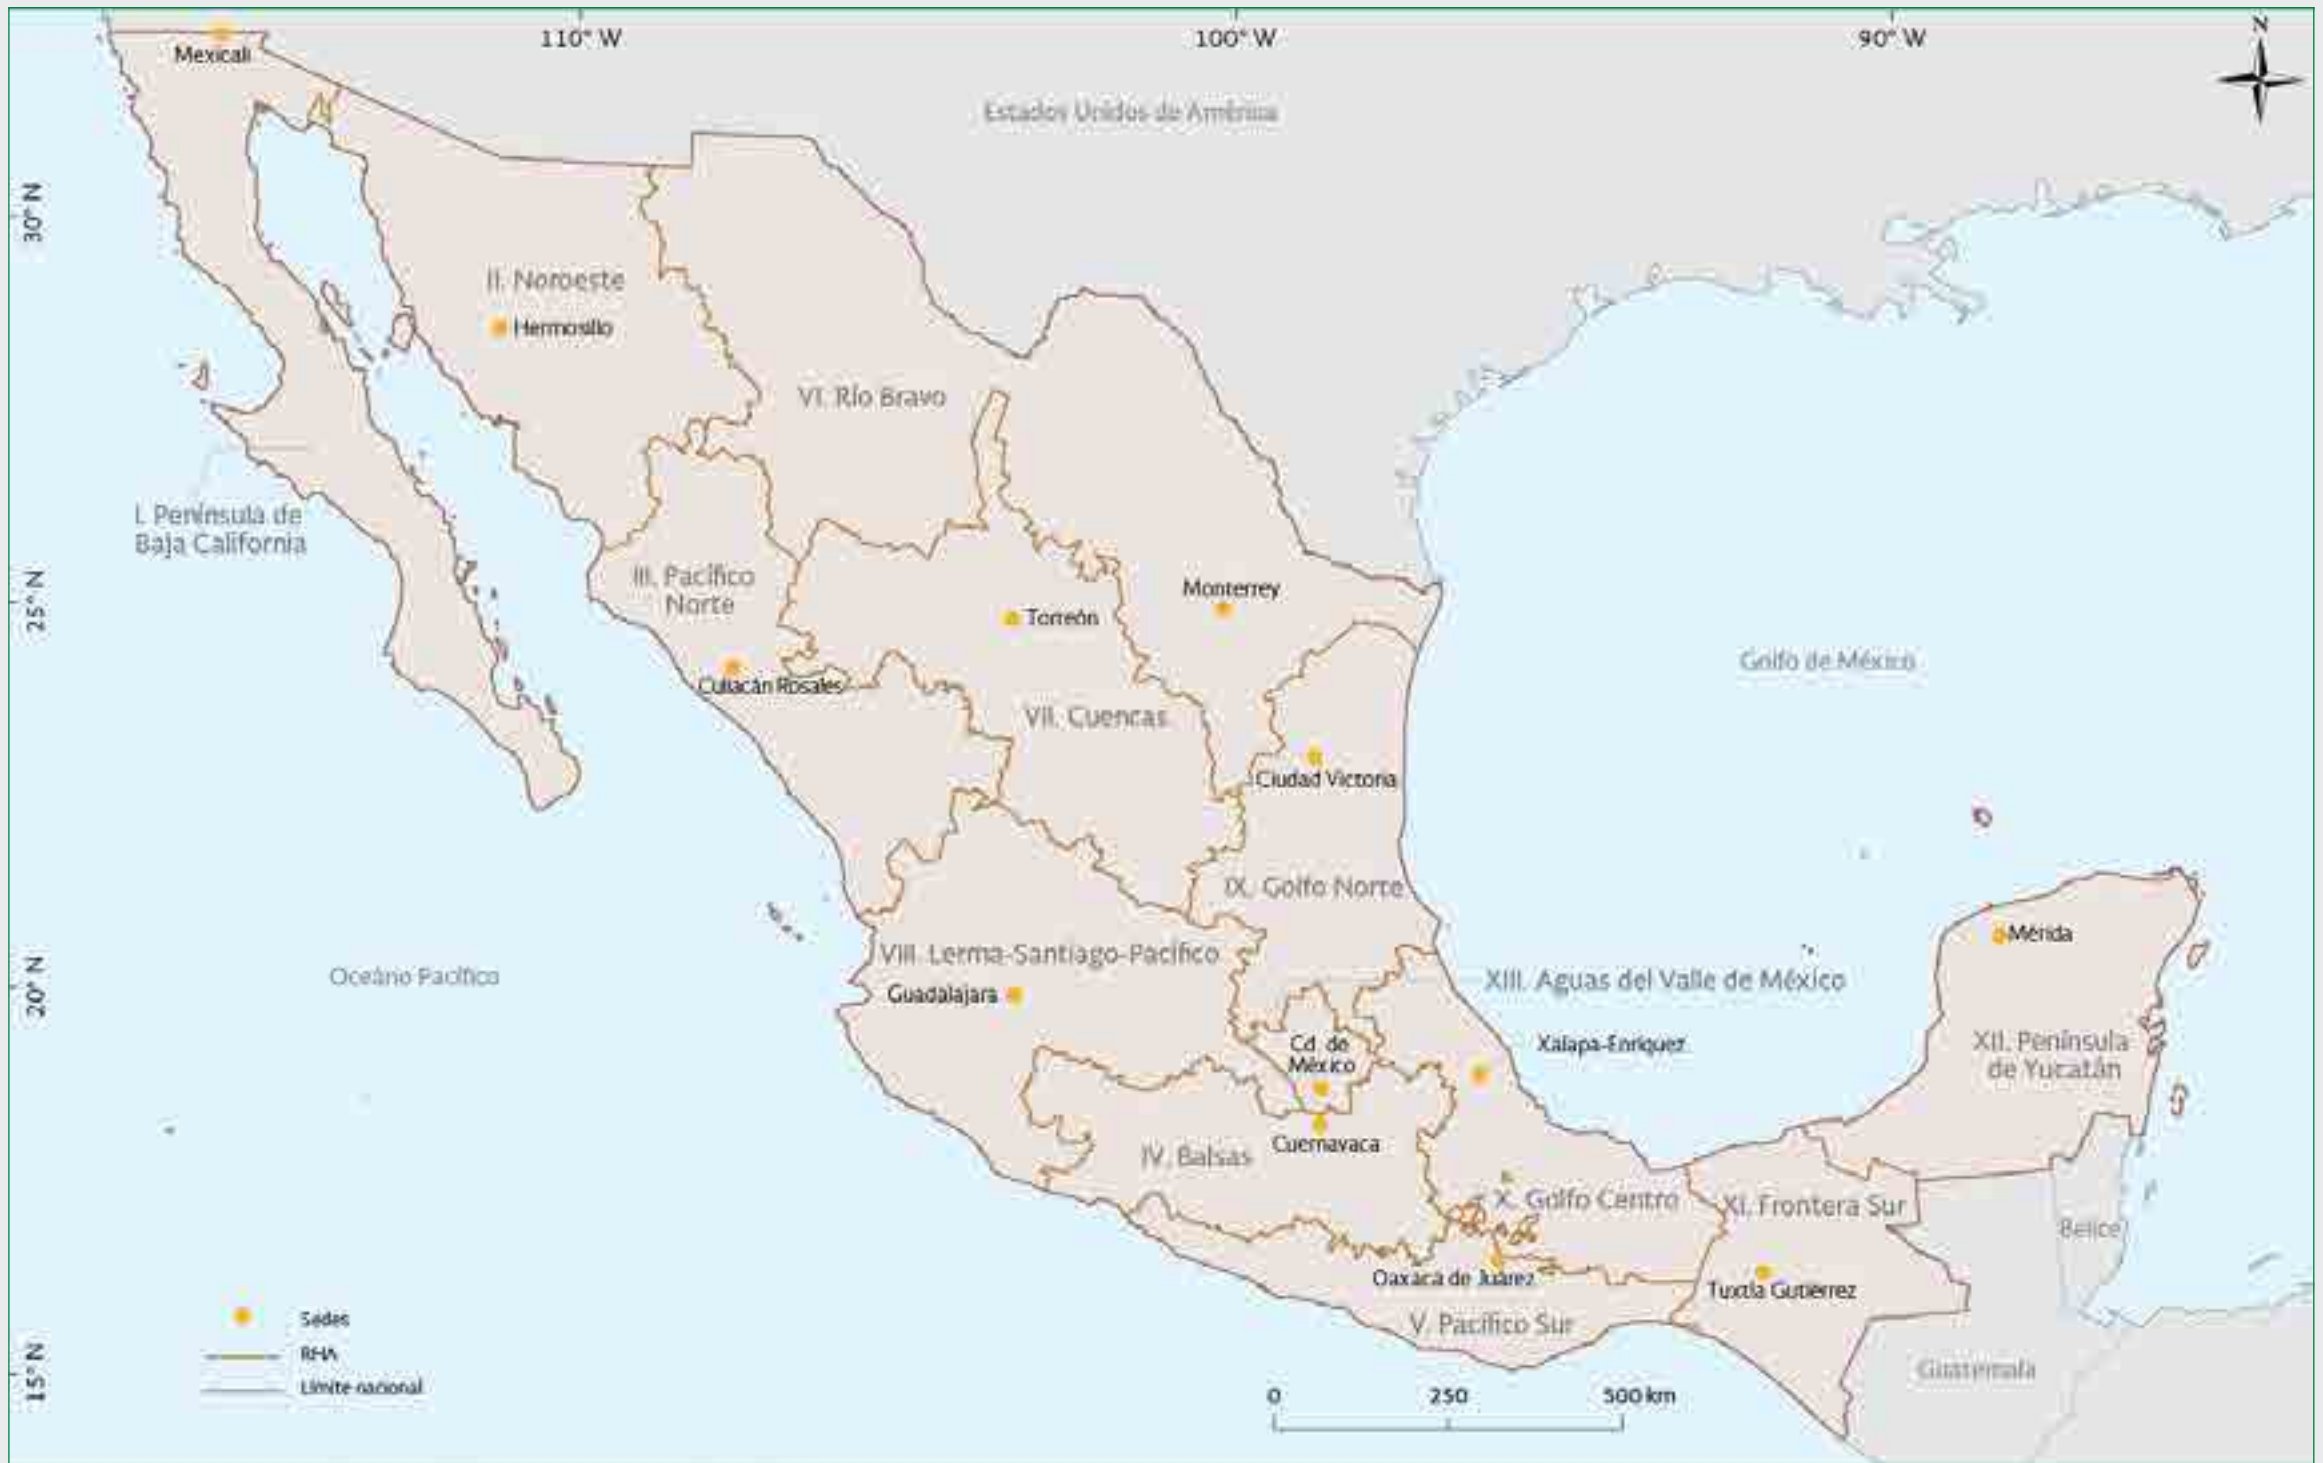 110° W
100° W
90° W
N
Mexicali
Estados Unidos de América
30° N
II. Noroeste
Hermosillo
VI. Río Bravo
I. Península de
Baja California
25° N
III. Pacífico
Norte
Monterrey
Torreón
Golfo de México
Culiacán Rosales
VII. Cuencas
Ciudad Victoria
IX. Golfo Norte
Mérida
VIII. Lerma-Santiago-Pacífico
20° N
Océano Pacífico
XIII. Aguas del Valle de México
Guadalajara
Cd. de
México
Xalapa-Enríquez
XII. Península
de Yucatán
Cuernavaca
IV. Balsas
X. Golfo Centro
XI. Frontera Sur
Belice
Oaxaca de Juárez
Tuxtla Gutiérrez
V. Pacífico Sur
Sedes
RHA
Límite nacional
15° N
Guatemala
0 250 500 km